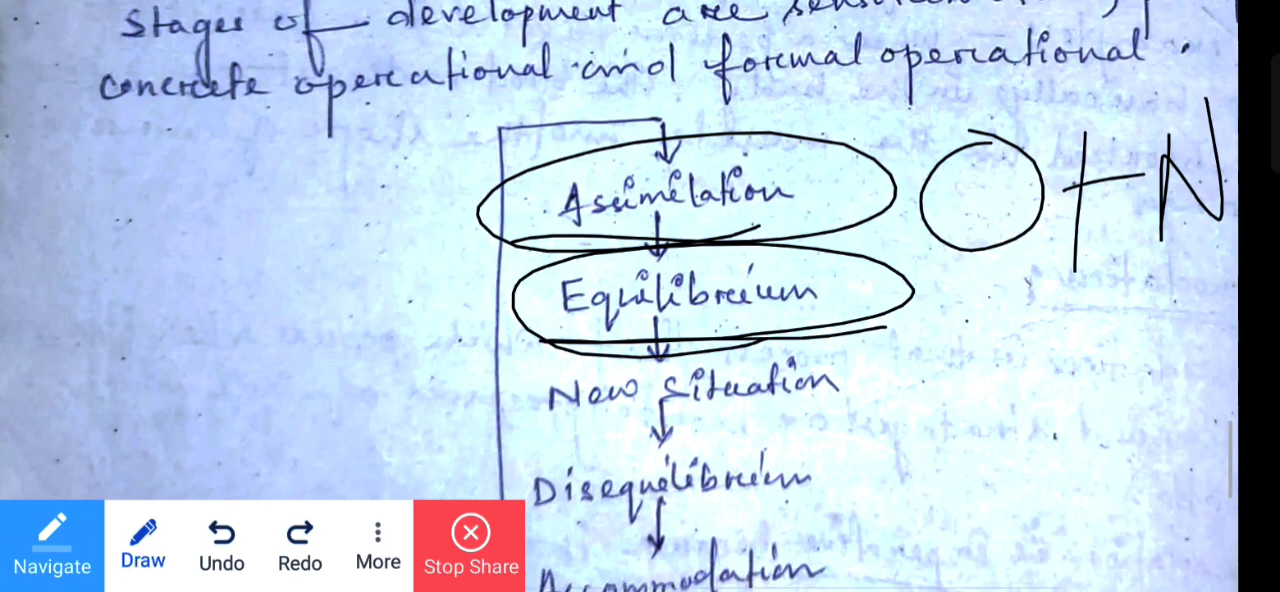 Stages of development are
concrete operational and formal operational.
Assimilation
O + N
Equilibrium
New situation
Disequilibrium
Accommodation
Navigate
Draw
Undo
Redo
More
Stop Share